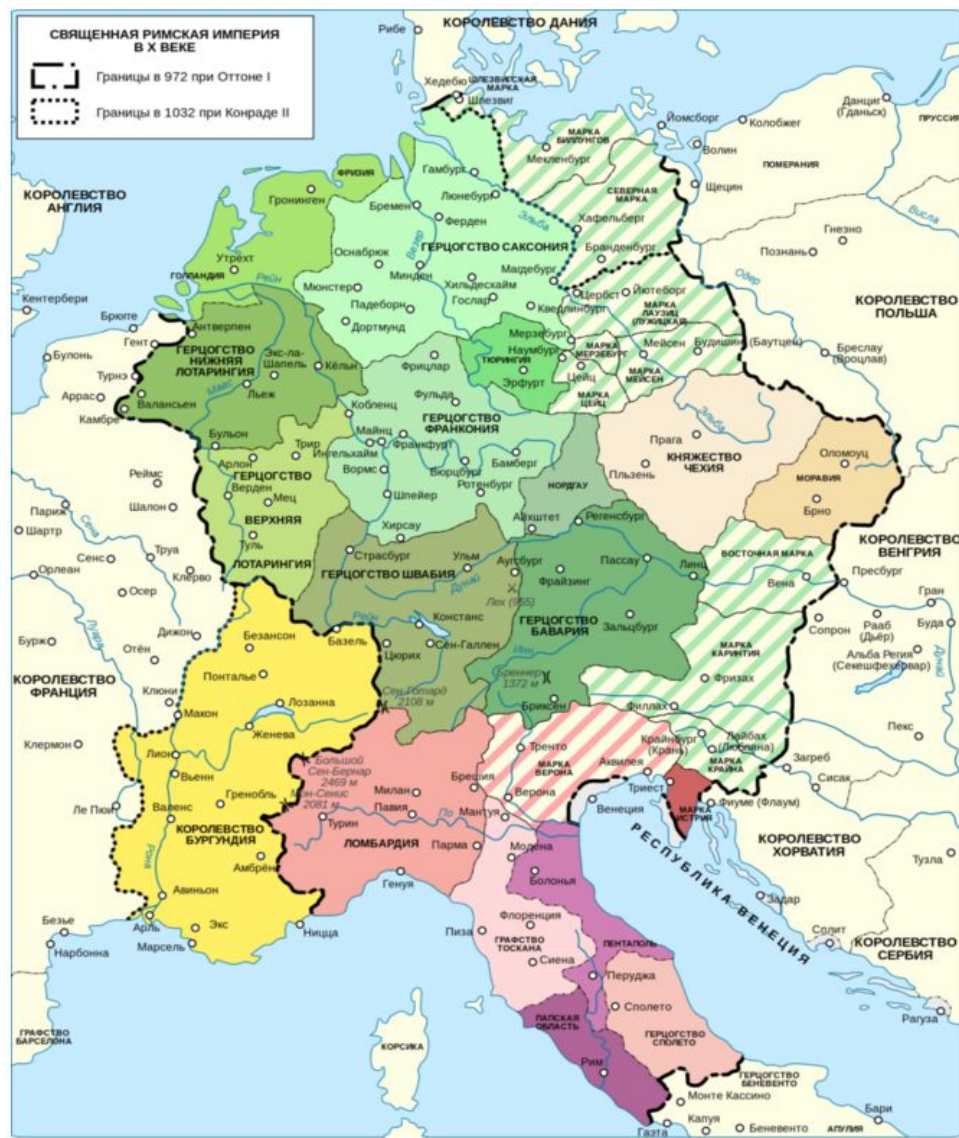 СВЯЩЕННАЯ РИМСКАЯ ИМПЕРИЯ
В X ВЕКЕ
Границы в 972 при Оттоне I
Границы в 1032 при Конраде II
КОРОЛЕВСТВО ДАНИЯ
Рибе
Хедебю
ШЛЕЗВИГСКАЯ
МАРКА
Шлезвиг
Йомсборг
Колобжег
Данциг
(Гданьск)
ПРУССИЯ
Волин
ПОМЕРАНИЯ
МАРКА
БИЛЛУНГОВ
Мекленбург
Щецин
КОРОЛЕВСТВО
АНГЛИЯ
ФРИЗИЯ
Гронинген
Гамбург
Люнебург
Бремен
Ферден
Эльба
СЕВЕРНАЯ
МАРКА
Хафельберг
Бранденбург
Висла
Гнезно
Познань
Одер
Везер
ГЕРЦОГСТВО САКСОНИЯ
Оснабрюк
Минден
Магдебург
Утрехт
ГОЛЛАНДИЯ
Рейн
Мюнстер
Хильдесхайм
Гослар
Цербст
Йютеборг
Кведлинбург
Падеборн
Дортмунд
МАРКА
ЛАУЗИЦ
(ЛУЖИЦКАЯ)
КОРОЛЕВСТВО
ПОЛЬША
Кентербери
Брюгге
Гент
Антверпен
Булонь
ГЕРЦОГСТВО
НИЖНЯЯ
ЛОТАРИНГИЯ
Экс-ла-
Шапель
Кёльн
Фрицлар
Мерзебург
Наумбург
МАРКА
МЕРЗЕБУРГ
Мейсен
Будишин (Баутцен)
Бреслау
(Вроцлав)
ТЮРИНГИЯ
Эрфурт
Цейц
МАРКА
МЕЙСЕН
МАРКА
ЦЕЙЦ
Турнэ
Аррас
Камбре
Валансьен
Маас
Льеж
Кобленц
Фульда
ГЕРЦОГСТВО
ФРАНКОНИЯ
Эльба
Прага
КНЯЖЕСТВО
ЧЕХИЯ
Пльзень
Оломоуц
МОРАВИЯ
Брно
Бульон
Трир
Майнц
Ингельхайм
Франкфурт
Арлон
ГЕРЦОГСТВО
Вормс
Вюрцбург
Бамберг
Ротенбург
Реймс
Верден
Мец
Шпейер
НОРДГАУ
Париж
Шалон
ВЕРХНЯЯ
Туль
ЛОТАРИНГИЯ
Хирсау
Айхштет
Регенсбург
Шартр
Сена
Сенс
Труа
Страсбург
Ульм
Аугсбург
Пассау
Линц
ВОСТОЧНАЯ МАРКА
Вена
КОРОЛЕВСТВО
ВЕНГРИЯ
Пресбург
Орлеан
Клерво
ГЕРЦОГСТВО ШВАБИЯ
Дунай
Фрайзинг
Лех (955)
Осер
Луара
Дижон
Безансон
Базель
Рейн
Констанс
ГЕРЦОГСТВО
БАВАРИЯ
Зальцбург
Сопрон
Рааб
(Дьёр)
Гран
Буда
Бурж
Отён
Цюрих
Сен-Галлен
Инн
МАРКА
КАРИНТИЯ
Альба Регия
(Секешфехервар)
Дунай
КОРОЛЕВСТВО
ФРАНЦИЯ
Понталье
Бреннер
1372 м
Фризах
Клюни
Макон
Лозанна
Женева
Сен-Готард
2108 м
Бриксен
Филлах
Пекс
Клермон
Лион
Вьенн
Большой
Сен-Бернар
2469 м
Мон-Сенис
2081 м
Тренто
МАРКА
ВЕРОНА
Крайнбург
(Крань)
Лайбах
(Любляна)
МАРКА
КРАЙНА
Загреб
Сисак
Аквилея
Триест
Брешия
Верона
Ле Пюи
Гренобль
Валенс
Милан
Павия
Турин
По
Мантуя
Венеция
МАРКА
ИСТРИЯ
Фиуме (Флаум)
КОРОЛЕВСТВО
БУРГУНДИЯ
ЛОМБАРДИЯ
Парма
Модена
КОРОЛЕВСТВО
ХОРВАТИЯ
Тузла
Амбрён
Рона
Генуя
Болонья
РЕСПУБЛИКА ВЕНЕЦИЯ
Задар
Авиньон
Безье
Арль
Экс
Нарбонна
Марсель
Ницца
Пиза
Флоренция
ГРАФСТВО
ТОСКАНА
Сиена
ПЕНТАПОЛЬ
Перуджа
Сполето
ГЕРЦОГСТВО
СПОЛЕТО
Сплит
КОРОЛЕВСТВО
СЕРБИЯ
Рагуза
ПАПСКАЯ
ОБЛАСТЬ
Рим
ГРАФСТВО
БАРСЕЛОНА
КОРСИКА
ГЕРЦОГСТВО
БЕНЕВЕНТО
Монте Кассино
Капуя
Гаэта
Беневенто
Бари
АПУЛИЯ